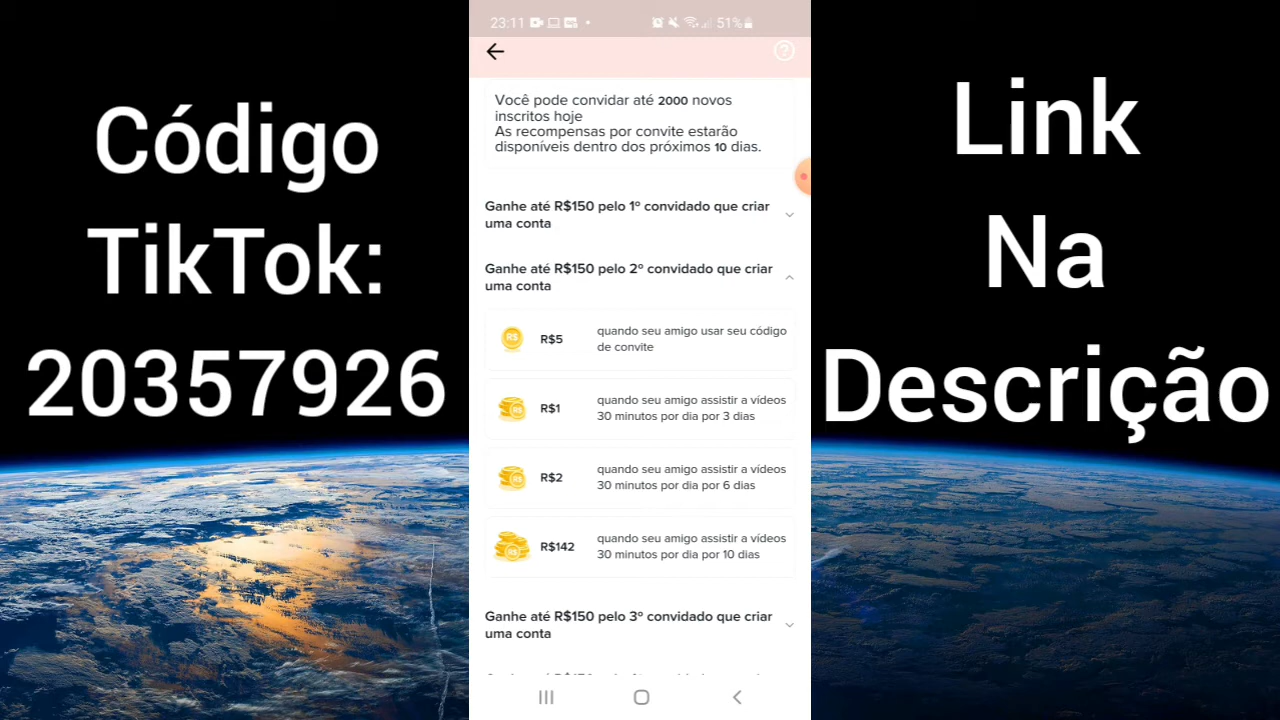 Código
TikTok:
20357926
23:11
51%
Você pode convidar até 2000 novos
inscritos hoje
As recompensas por convite estarão
disponíveis dentro dos próximos 10 dias.
Ganhe até R$150 pelo 1º convidado que criar
uma conta
Ganhe até R$150 pelo 2º convidado que criar
uma conta
R$
R$5
quando seu amigo usar seu código
de convite
R$
R$1
quando seu amigo assistir a vídeos
30 minutos por dia por 3 dias
R$
R$2
quando seu amigo assistir a vídeos
30 minutos por dia por 6 dias
R$
R$142
quando seu amigo assistir a vídeos
30 minutos por dia por 10 dias
Ganhe até R$150 pelo 3º convidado que criar
uma conta
Link
Na
Descrição